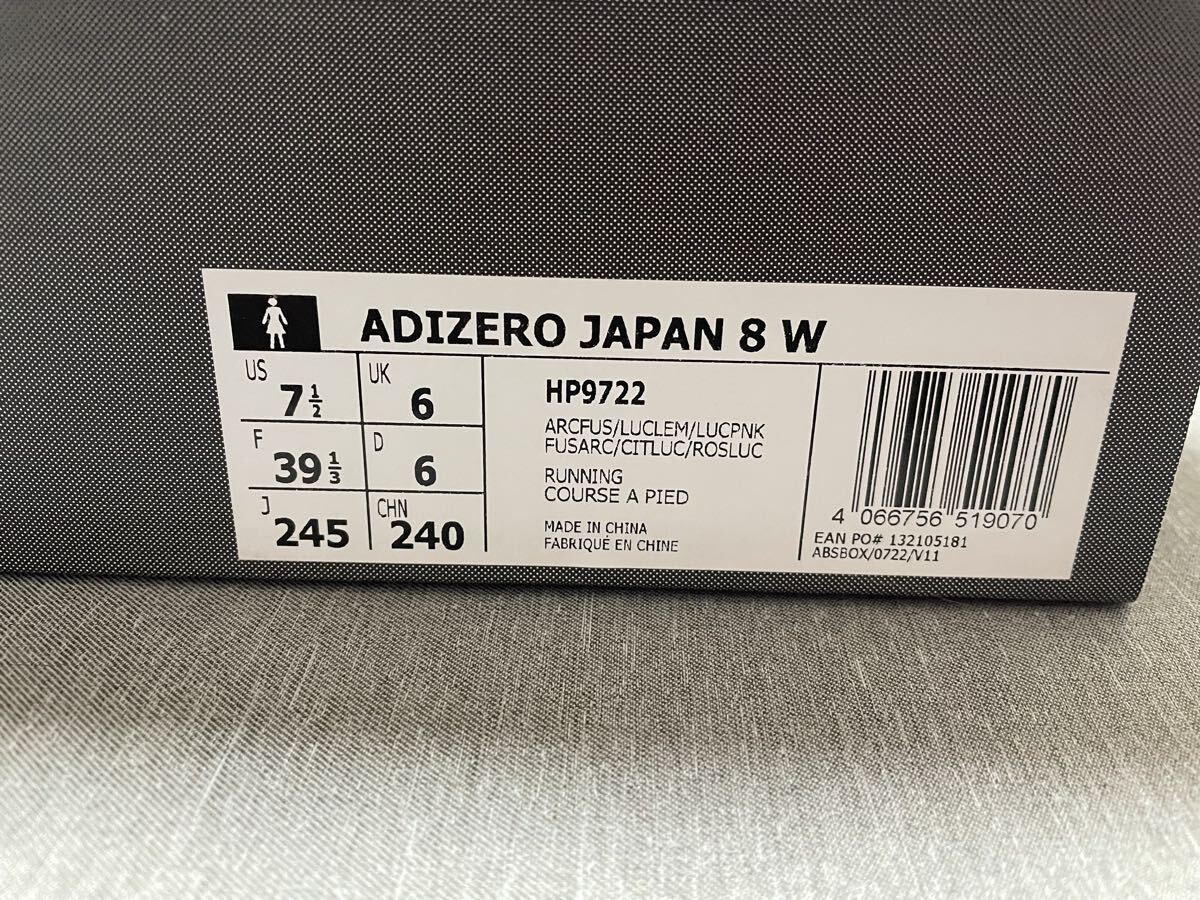 ADIZERO JAPAN 8 W
US 7 1/2 UK 6
F 39 1/3 D 6
J 245 CHN 240
HP9722
ARCFUS/LUCLEM/LUCPNK
FUSARC/CITLUC/ROSLUC
RUNNING
COURSE A PIED
MADE IN CHINA
FABRIQUÉ EN CHINE
4 066756 519070
EAN PO# 132105181
ABSBOX/0722/V11